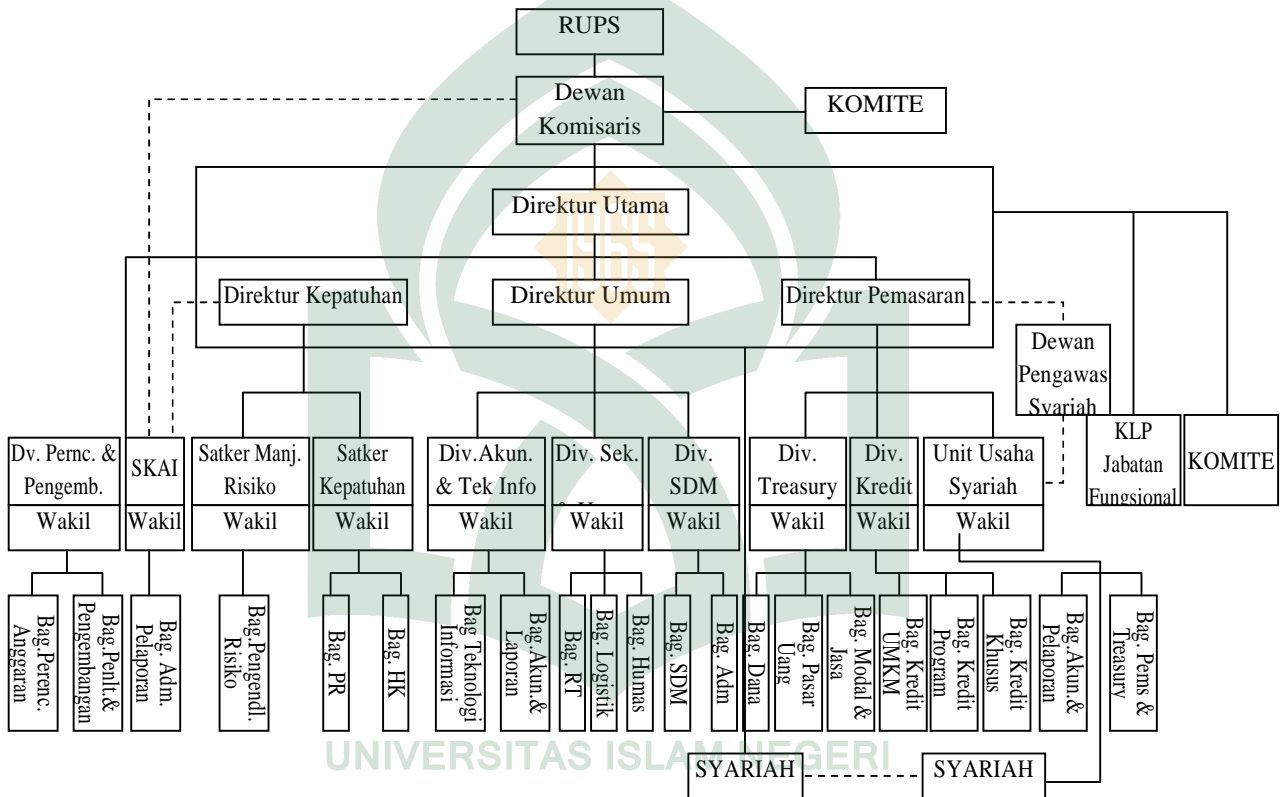 RUPS
Dewan
Komisaris
KOMITE
Direktur Utama
Direktur Kepatuhan
Direktur Umum
Direktur Pemasaran
Dewan
Pengawas
Syariah
Dv. Pernc. &
Pengemb.
Wakil
SKAI
Wakil
Satker Manj.
Risiko
Wakil
Satker
Kepatuhan
Wakil
Div.Akun.
& Tek Info
Wakil
Div. Sek.
Wakil
Div.
SDM
Wakil
Div.
Treasury
Wakil
Div.
Kredit
Wakil
Unit Usaha
Syariah
Wakil
KLP
Jabatan
Fungsional
KOMITE
Bag.Perenc.
Anggaran
Bag.Penlt.&
Pengembangan
Bag. Adm.
Pelaporan
Bag.Pengendl.
Risiko
Bag. PR
Bag. HK
Bag Teknologi
Informasi
Bag.Akun.&
Laporan
Bag. RT
Bag. Logistik
Bag. Humas
Bag. SDM
Bag. Adm
Bag. Dana
Bag. Pasar
Uang
Bag. Modal &
Jasa
Bag. Kredit
UMKM
Bag. Kredit
Program
Bag. Kredit
Khusus
Bag.Akun.&
Pelaporan
Bag. Pems &
Treasury
UNIVERSITAS ISLAM NEGERI
SYARIAH
SYARIAH
1965